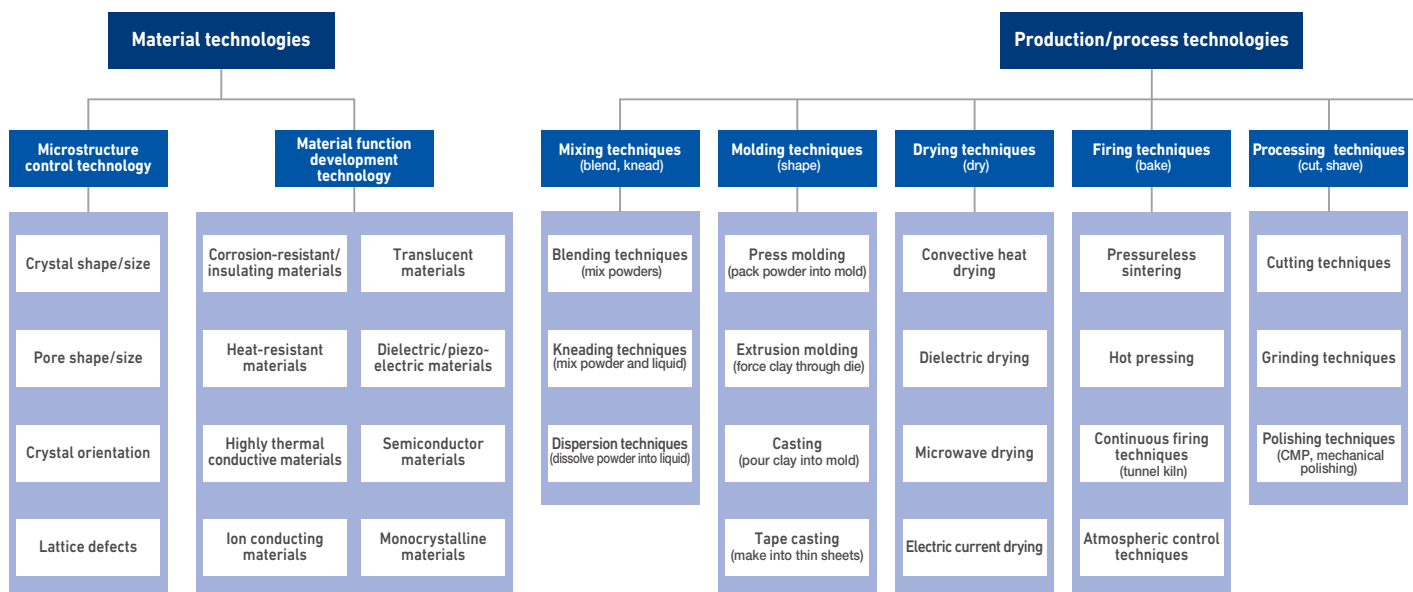 Material technologies
Production/process technologies
Microstructure
control technology
Material function
development
technology
Mixing techniques
(blend, knead)
Molding techniques
(shape)
Drying techniques
(dry)
Firing techniques
(bake)
Processing techniques
(cut, shave)
Crystal shape/size
Pore shape/size
Crystal orientation
Lattice defects
Corrosion-resistant/
insulating materials
Translucent
materials
Heat-resistant
materials
Dielectric/piezo-
electric materials
Highly thermal
conductive materials
Semiconductor
materials
Ion conducting
materials
Monocrystalline
materials
Blending techniques
(mix powders)
Kneading techniques
(mix powder and liquid)
Dispersion techniques
(dissolve powder into liquid)
Press molding
(pack powder into mold)
Extrusion molding
(force clay through die)
Casting
(pour clay into mold)
Tape casting
(make into thin sheets)
Convective heat
drying
Dielectric drying
Microwave drying
Electric current drying
Pressureless
sintering
Hot pressing
Continuous firing
techniques
(tunnel kiln)
Atmospheric control
techniques
Cutting techniques
Grinding techniques
Polishing techniques
(CMP, mechanical
polishing)